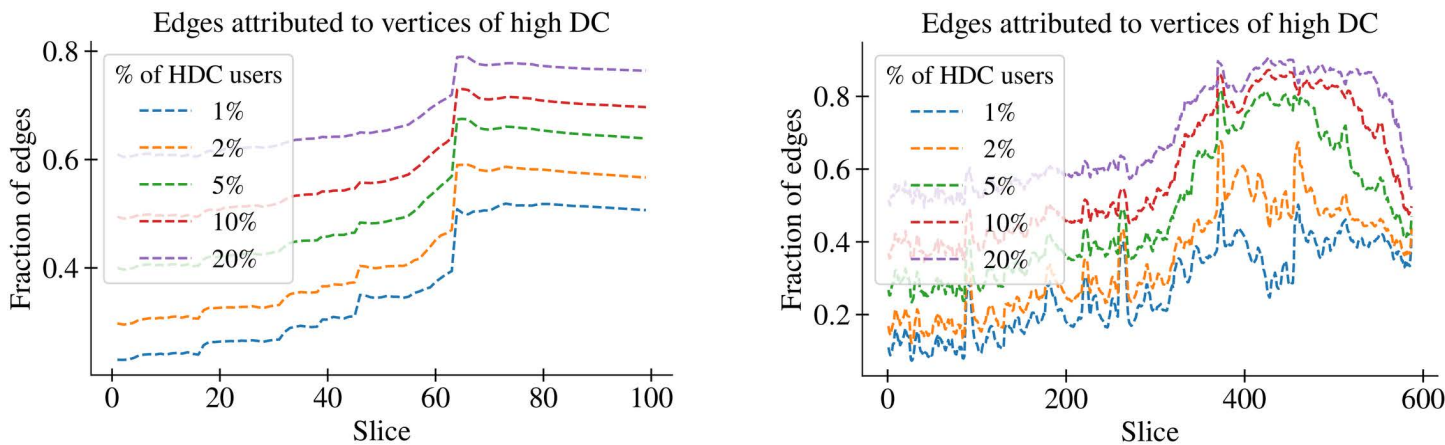 Edges attributed to vertices of high DC
Fraction of edges
0.8
0.6
0.4
% of HDC users
1%
2%
5%
10%
20%
0 20 40 60 80 100
Slice
Edges attributed to vertices of high DC
Fraction of edges
0.8
0.6
0.4
0.2
% of HDC users
1%
2%
5%
10%
20%
0 200 400 600
Slice